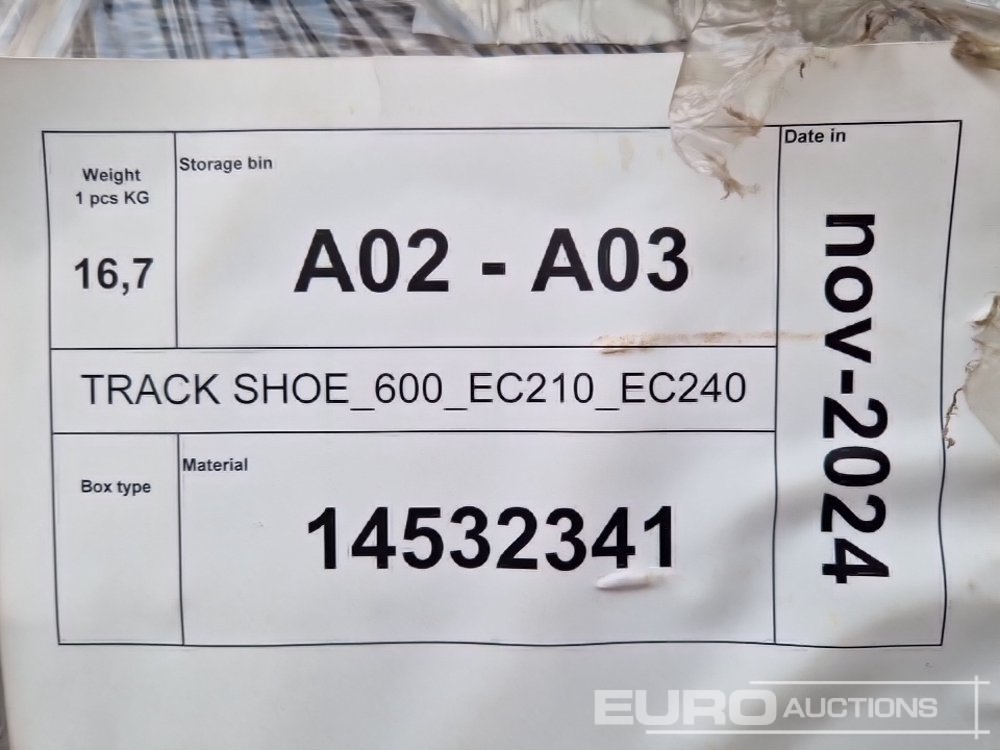 Weight
1 pcs KG
16,7
Storage bin
A02 - A03
Date in
nov-2024
TRACK SHOE_600_EC210_EC240
Box type
Material
14532341
EURO AUCTIONS